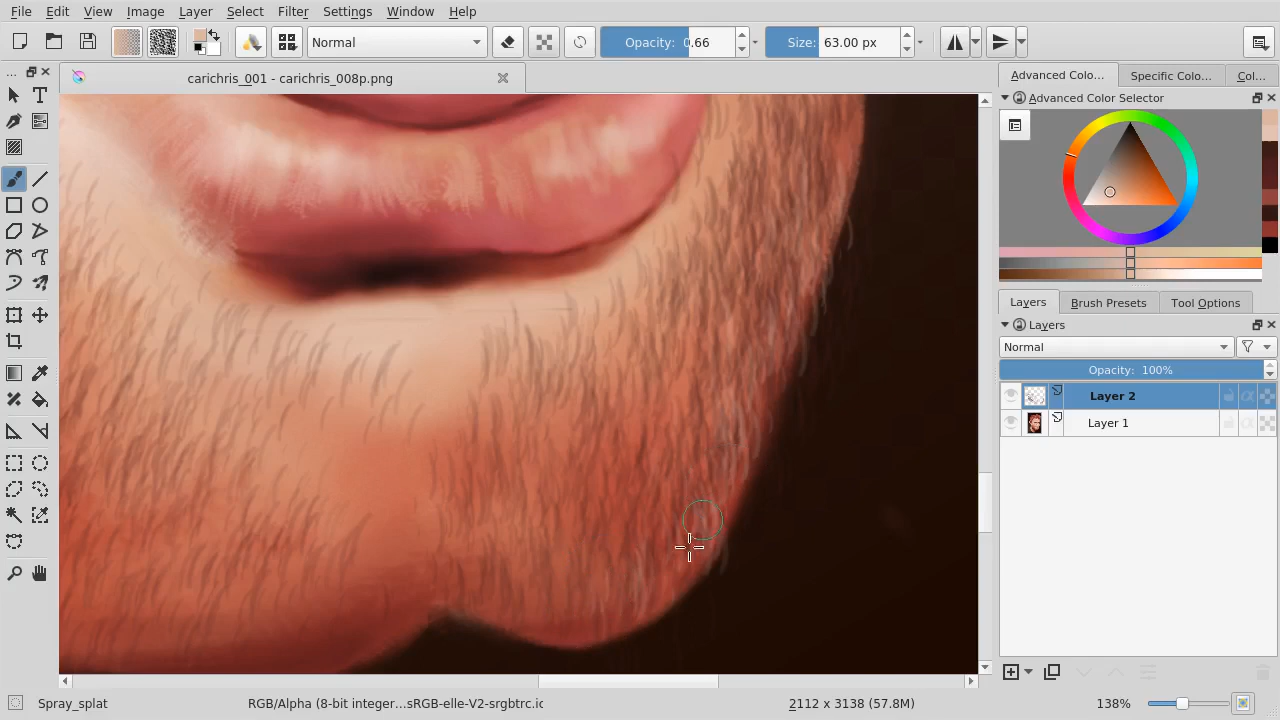 File Edit View Image Layer Select Filter Settings Window Help
Normal Opacity: 0.66 Size: 63.00 px
... carichris_001 - carichris_008p.png
Advanced Colo... Specific Colo... Col...
Advanced Color Selector
Layers Brush Presets Tool Options
Layers
Normal
Opacity: 100%
Layer 2
Layer 1
Spray_splat RGB/Alpha (8-bit integer...sRGB-elle-V2-srgbtrc.ic 2112 x 3138 (57.8M) 138%